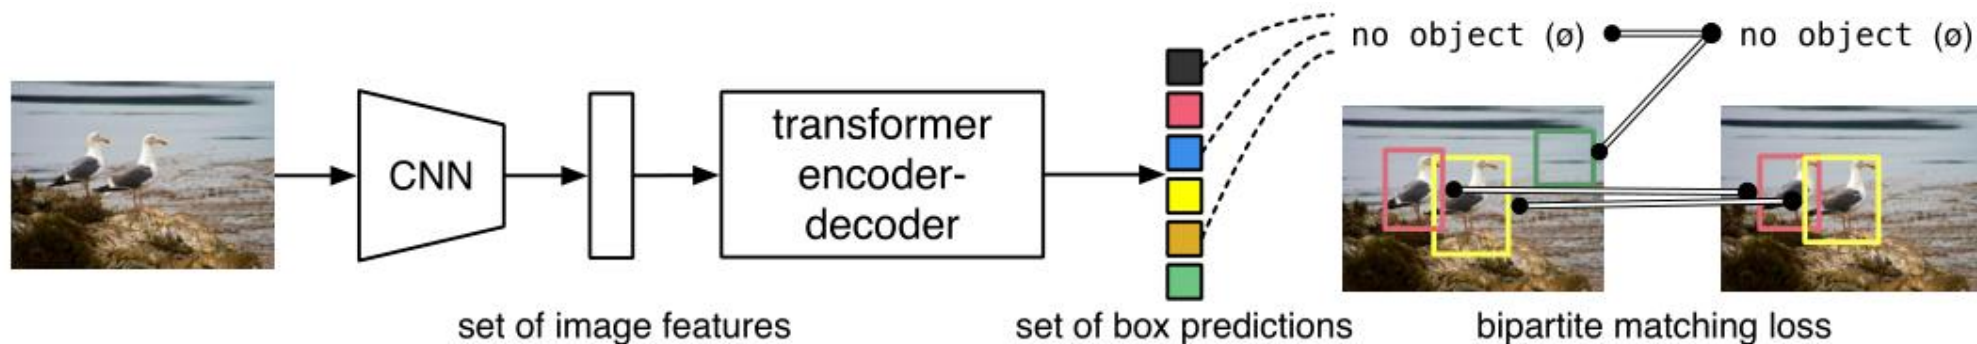 no object (ø)
no object (ø)
CNN
transformer
encoder-
decoder
set of image features
set of box predictions
bipartite matching loss